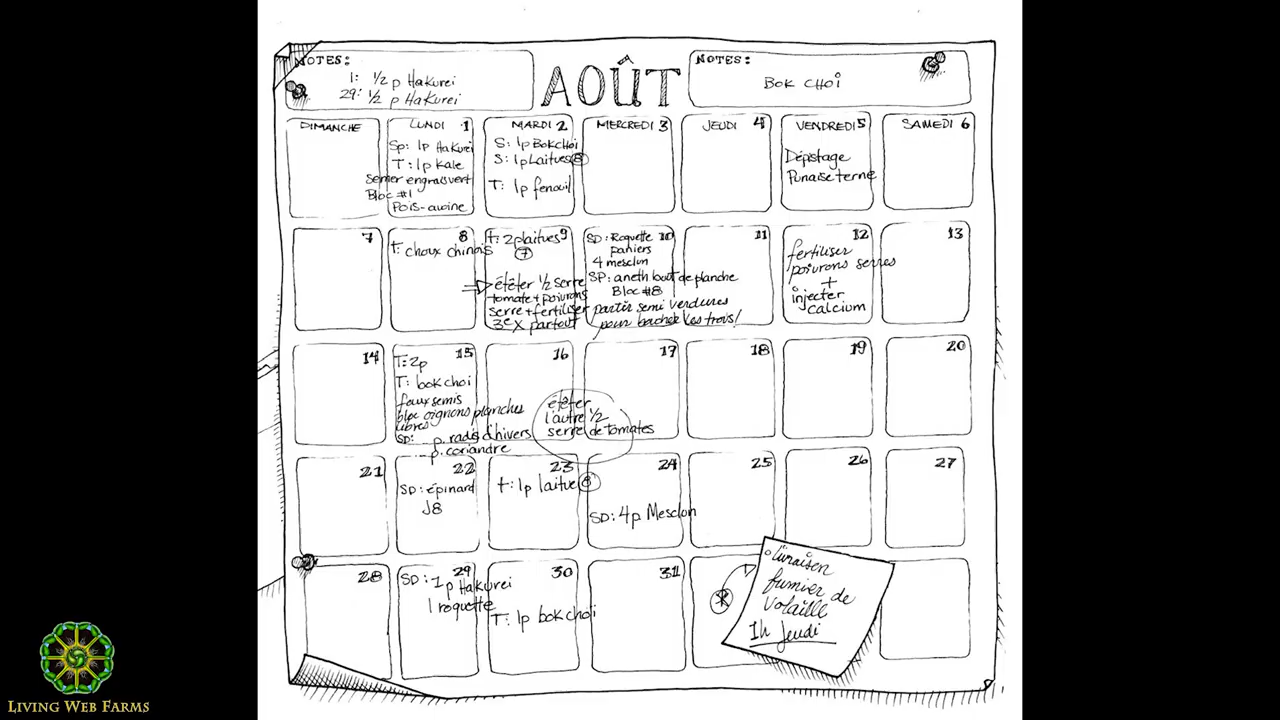 NOTES:
1: 1/2 p Hakurei
29: 1/2 p Hakurei
AOÛT
NOTES:
BOK CHOI
DIMANCHE
LUNDI 1
Sp: 1p Hakurei
T: 1p Kale
semer engrais vert
Bloc #1
Pois-avoine
MARDI 2
S: 1p Bok choi
S: 1p Laitues 8
T: 1p fenouil
MERCREDI 3
JEUDI 4
VENDREDI 5
Dépistage
Punaise terne
SAMEDI 6
7
8
T: choux chinois
9
T: 2p laitues
7
étêter 1/2 serre
tomate + poivrons
serre + fertiliser
3e X partout
10
SD: Roquette
paniers
4 mesclun
SP: aneth bout de planche
Bloc #8
partir semi verdures
pour bacher les trous!
11
12
fertiliser
poivrons serres
+
injecter
calcium
13
14
15
T: 2p
T: bok choi
faux semis
bloc oignons planches
libres
SD: p. radis d'hivers
p. coriandre
16
étêter
l'autre 1/2
serre de tomates
17
18
19
20
21
22
SD: épinard
J8
23
t: 1p laitue 8
24
SD: 4p Mesclun
25
26
27
28
29
SD: 1p Hakurei
1 roquette
30
T: 1p bok choi
31
*
Livraison
fumier de
volaille
1h Jeudi
LIVING WEB FARMS